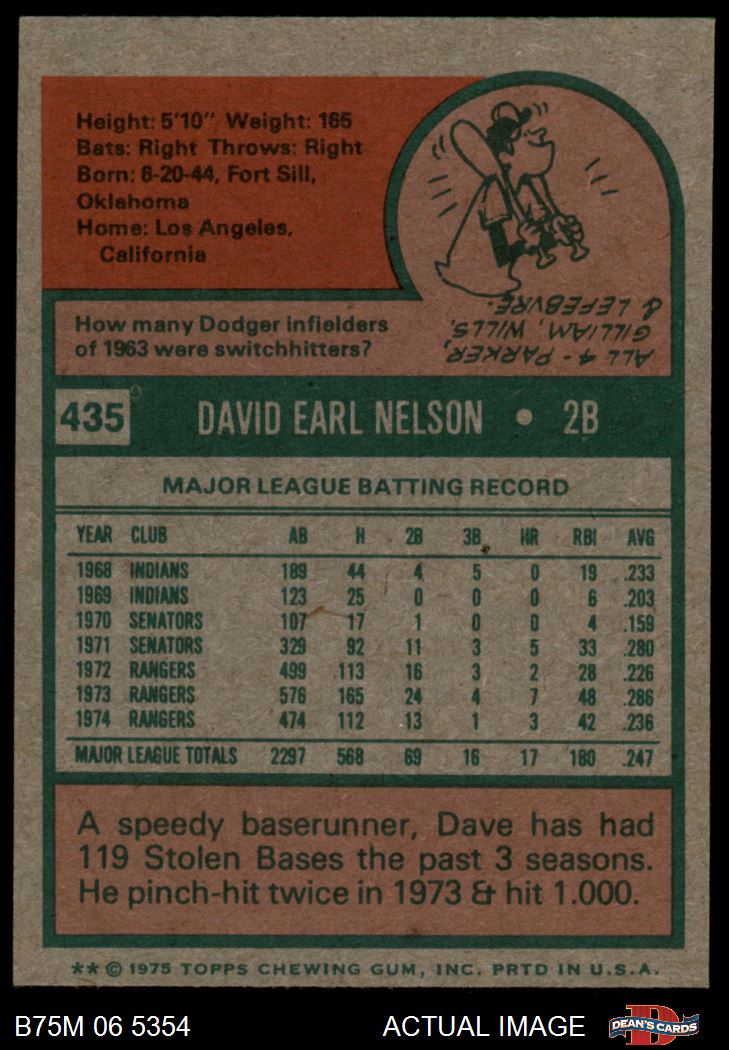 Height: 5'10" Weight: 165
Bats: Right Throws: Right
Born: 6-20-44, Fort Sill,
Oklahoma
Home: Los Angeles,
California
How many Dodger infielders
of 1963 were switchhitters?
ALL 4 - PARKER,
GILLIAM, WILLS,
& LEFEBVRE.
435 DAVID EARL NELSON • 2B
MAJOR LEAGUE BATTING RECORD
YEAR CLUB AB H 2B 3B HR RBI AVG
1968 INDIANS 189 44 4 5 0 19 .233
1969 INDIANS 123 25 0 0 0 6 .203
1970 SENATORS 107 17 1 0 0 4 .159
1971 SENATORS 329 92 11 3 5 33 .280
1972 RANGERS 499 113 16 3 2 28 .226
1973 RANGERS 576 165 24 4 7 48 .286
1974 RANGERS 474 112 13 1 3 42 .236
MAJOR LEAGUE TOTALS 2297 568 69 16 17 180 .247
A speedy baserunner, Dave has had
119 Stolen Bases the past 3 seasons.
He pinch-hit twice in 1973 & hit 1.000.
** © 1975 TOPPS CHEWING GUM, INC. PRTD IN U.S.A.
B75M 06 5354 ACTUAL IMAGE D DEAN'S CARDS